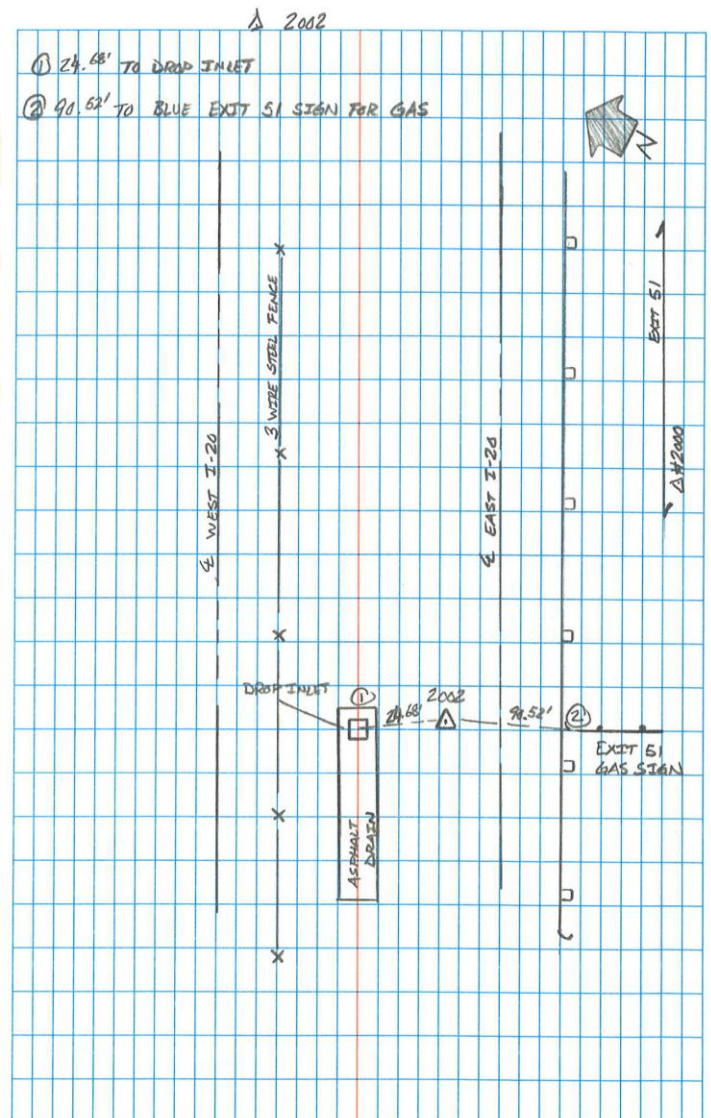 △ 2002
① 24.68' TO DROP INLET
② 90.52' TO BLUE EXIT 51 SIGN FOR GAS
N
EXIT 51
△#2000
3 WIRE STEEL FENCE
℄ WEST I-20
℄ EAST I-20
DROP INLET
①
24.68'
2002
90.52'
②
EXIT 51
GAS SIGN
ASPHALT
DRAIN